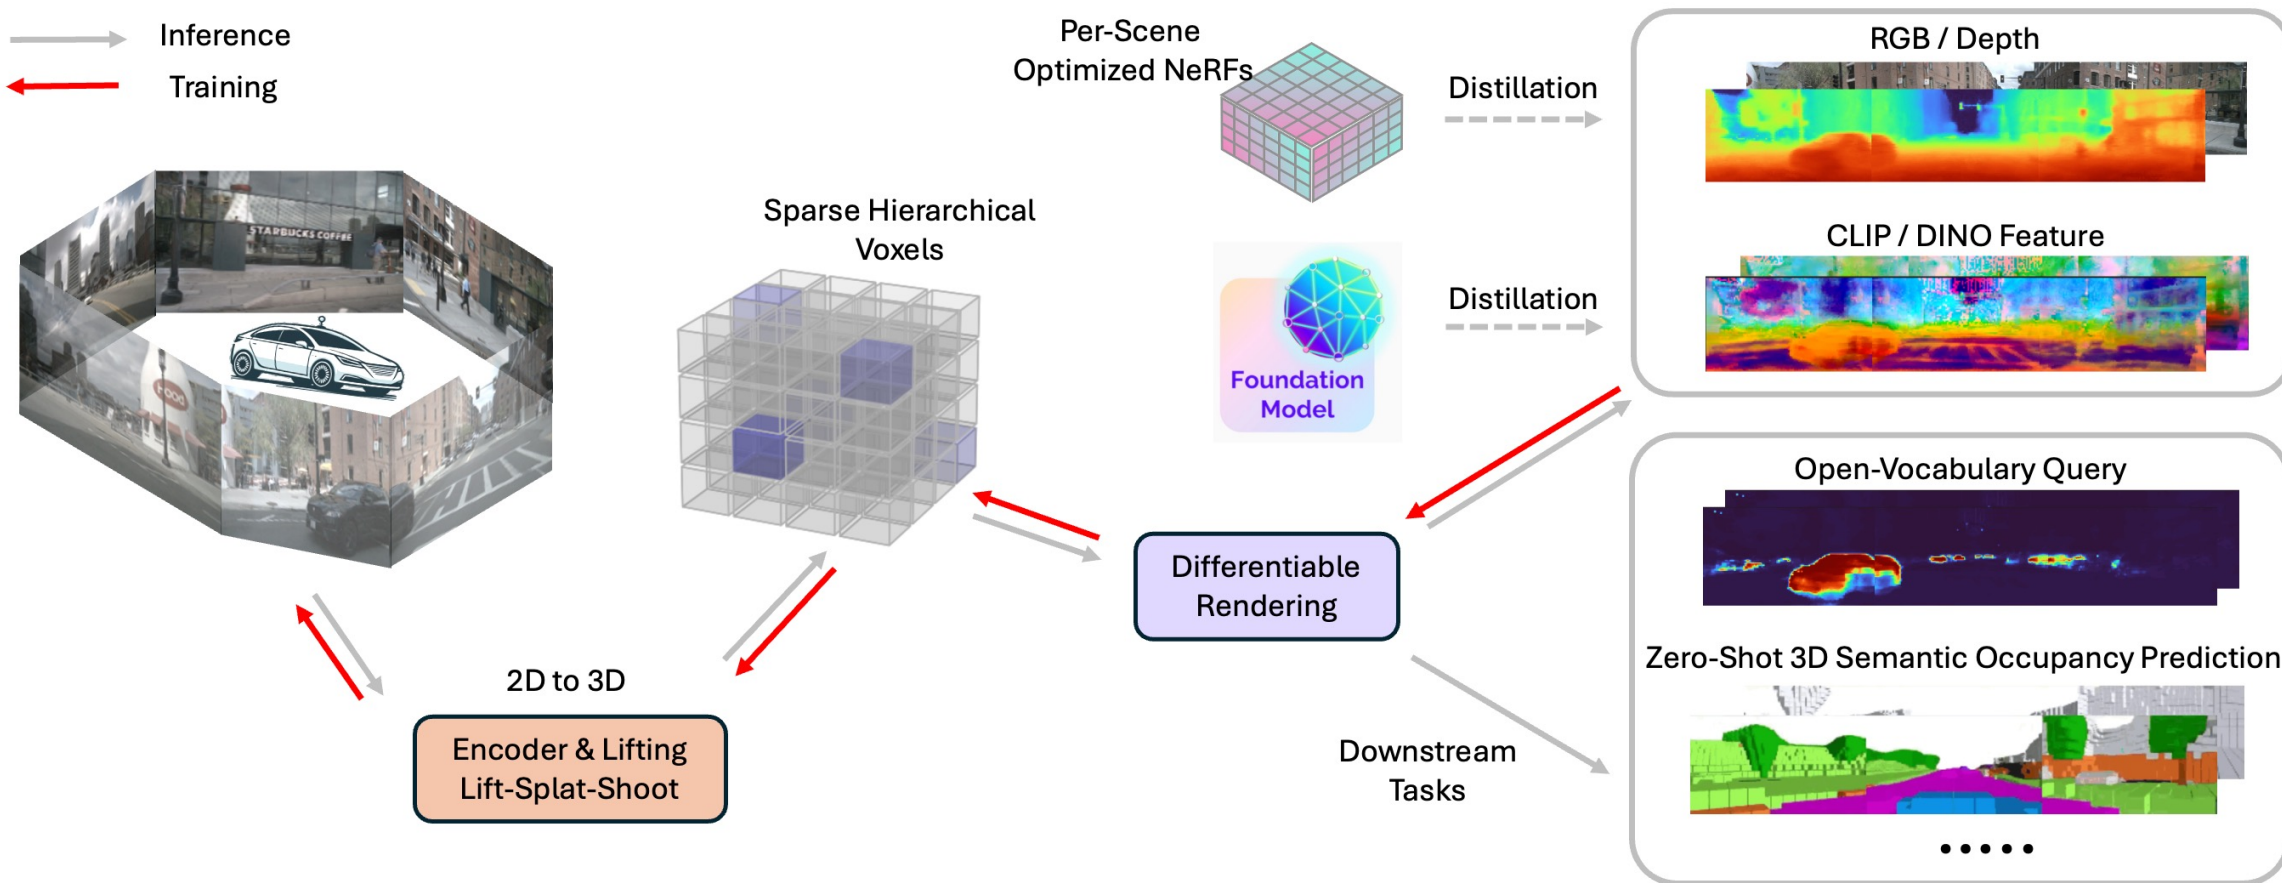 Inference
Training
Per-Scene
Optimized NeRFs
Distillation
RGB / Depth
Sparse Hierarchical
Voxels
STARBUCKS COFFEE
Hood
Foundation
Model
Distillation
CLIP / DINO Feature
Differentiable
Rendering
Open-Vocabulary Query
2D to 3D
Encoder & Lifting
Lift-Splat-Shoot
Downstream
Tasks
Zero-Shot 3D Semantic Occupancy Prediction
.....